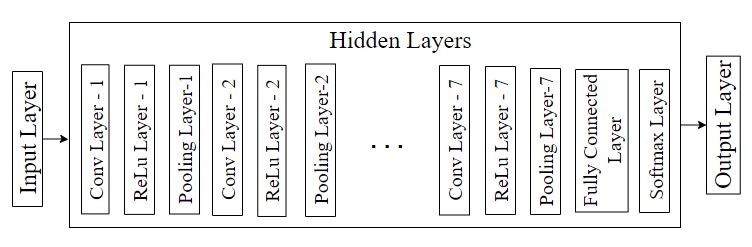 Hidden Layers
Input Layer
Conv Layer - 1
ReLu Layer - 1
Pooling Layer-1
Conv Layer - 2
ReLu Layer - 2
Pooling Layer-2
. . .
Conv Layer - 7
ReLu Layer - 7
Pooling Layer-7
Fully Connected
Layer
Softmax Layer
Output Layer